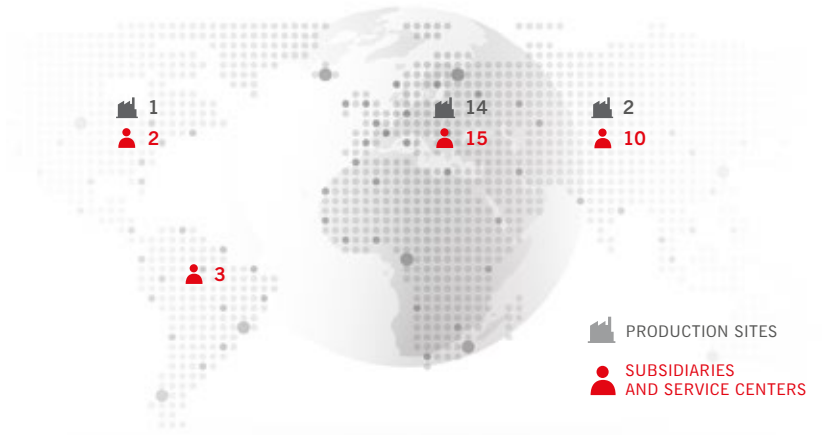 1
14
2
2
15
10
3
PRODUCTION SITES
SUBSIDIARIES
AND SERVICE CENTERS